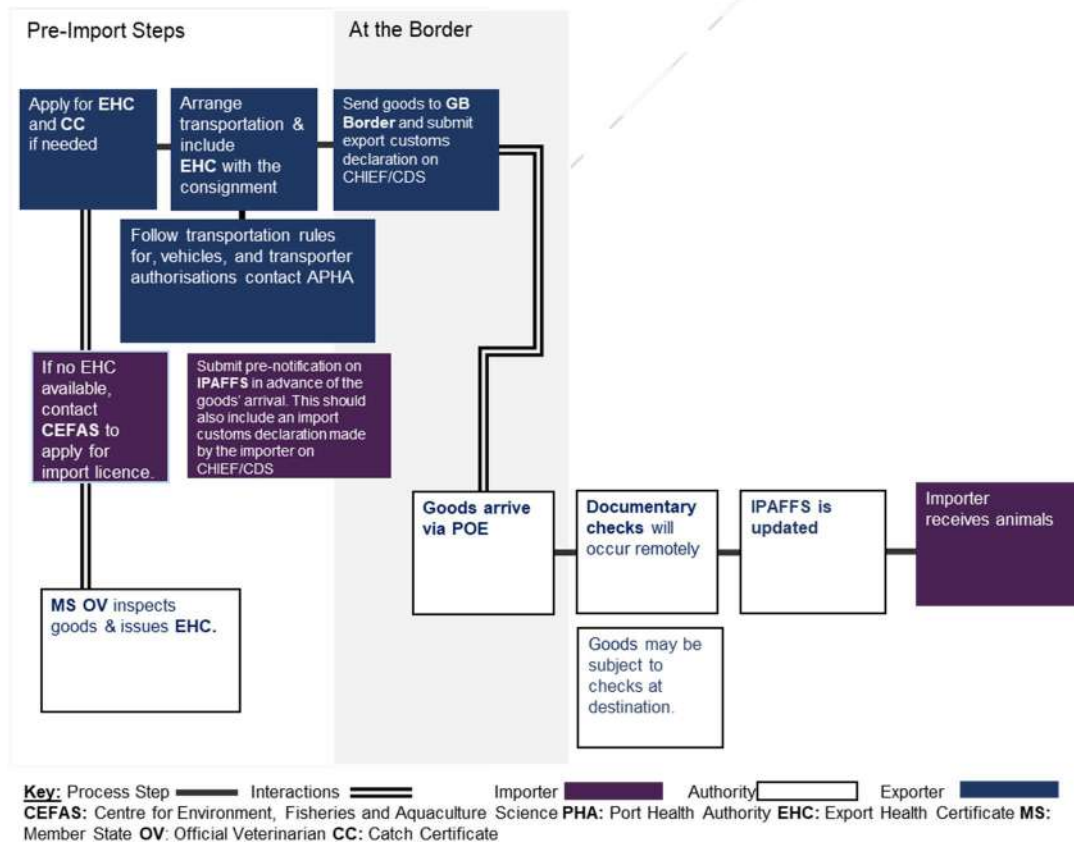 Pre-Import Steps
At the Border
Apply for EHC
and CC
if needed
Arrange
transportation &
include
EHC with the
consignment
Send goods to GB
Border and submit
export customs
declaration on
CHIEF/CDS
Follow transportation rules
for, vehicles, and transporter
authorisations contact APHA
If no EHC
available,
contact
CEFAS to
apply for
import licence.
Submit pre-notification on
IPAFFS in advance of the
goods' arrival. This should
also include an import
customs declaration made
by the importer on
CHIEF/CDS
Goods arrive
via POE
Documentary
checks will
occur remotely
IPAFFS is
updated
Importer
receives animals
MS OV inspects
goods & issues EHC.
Goods may be
subject to
checks at
destination.
Key: Process Step Interactions Importer Authority Exporter
CEFAS: Centre for Environment, Fisheries and Aquaculture Science PHA: Port Health Authority EHC: Export Health Certificate MS:
Member State OV: Official Veterinarian CC: Catch Certificate